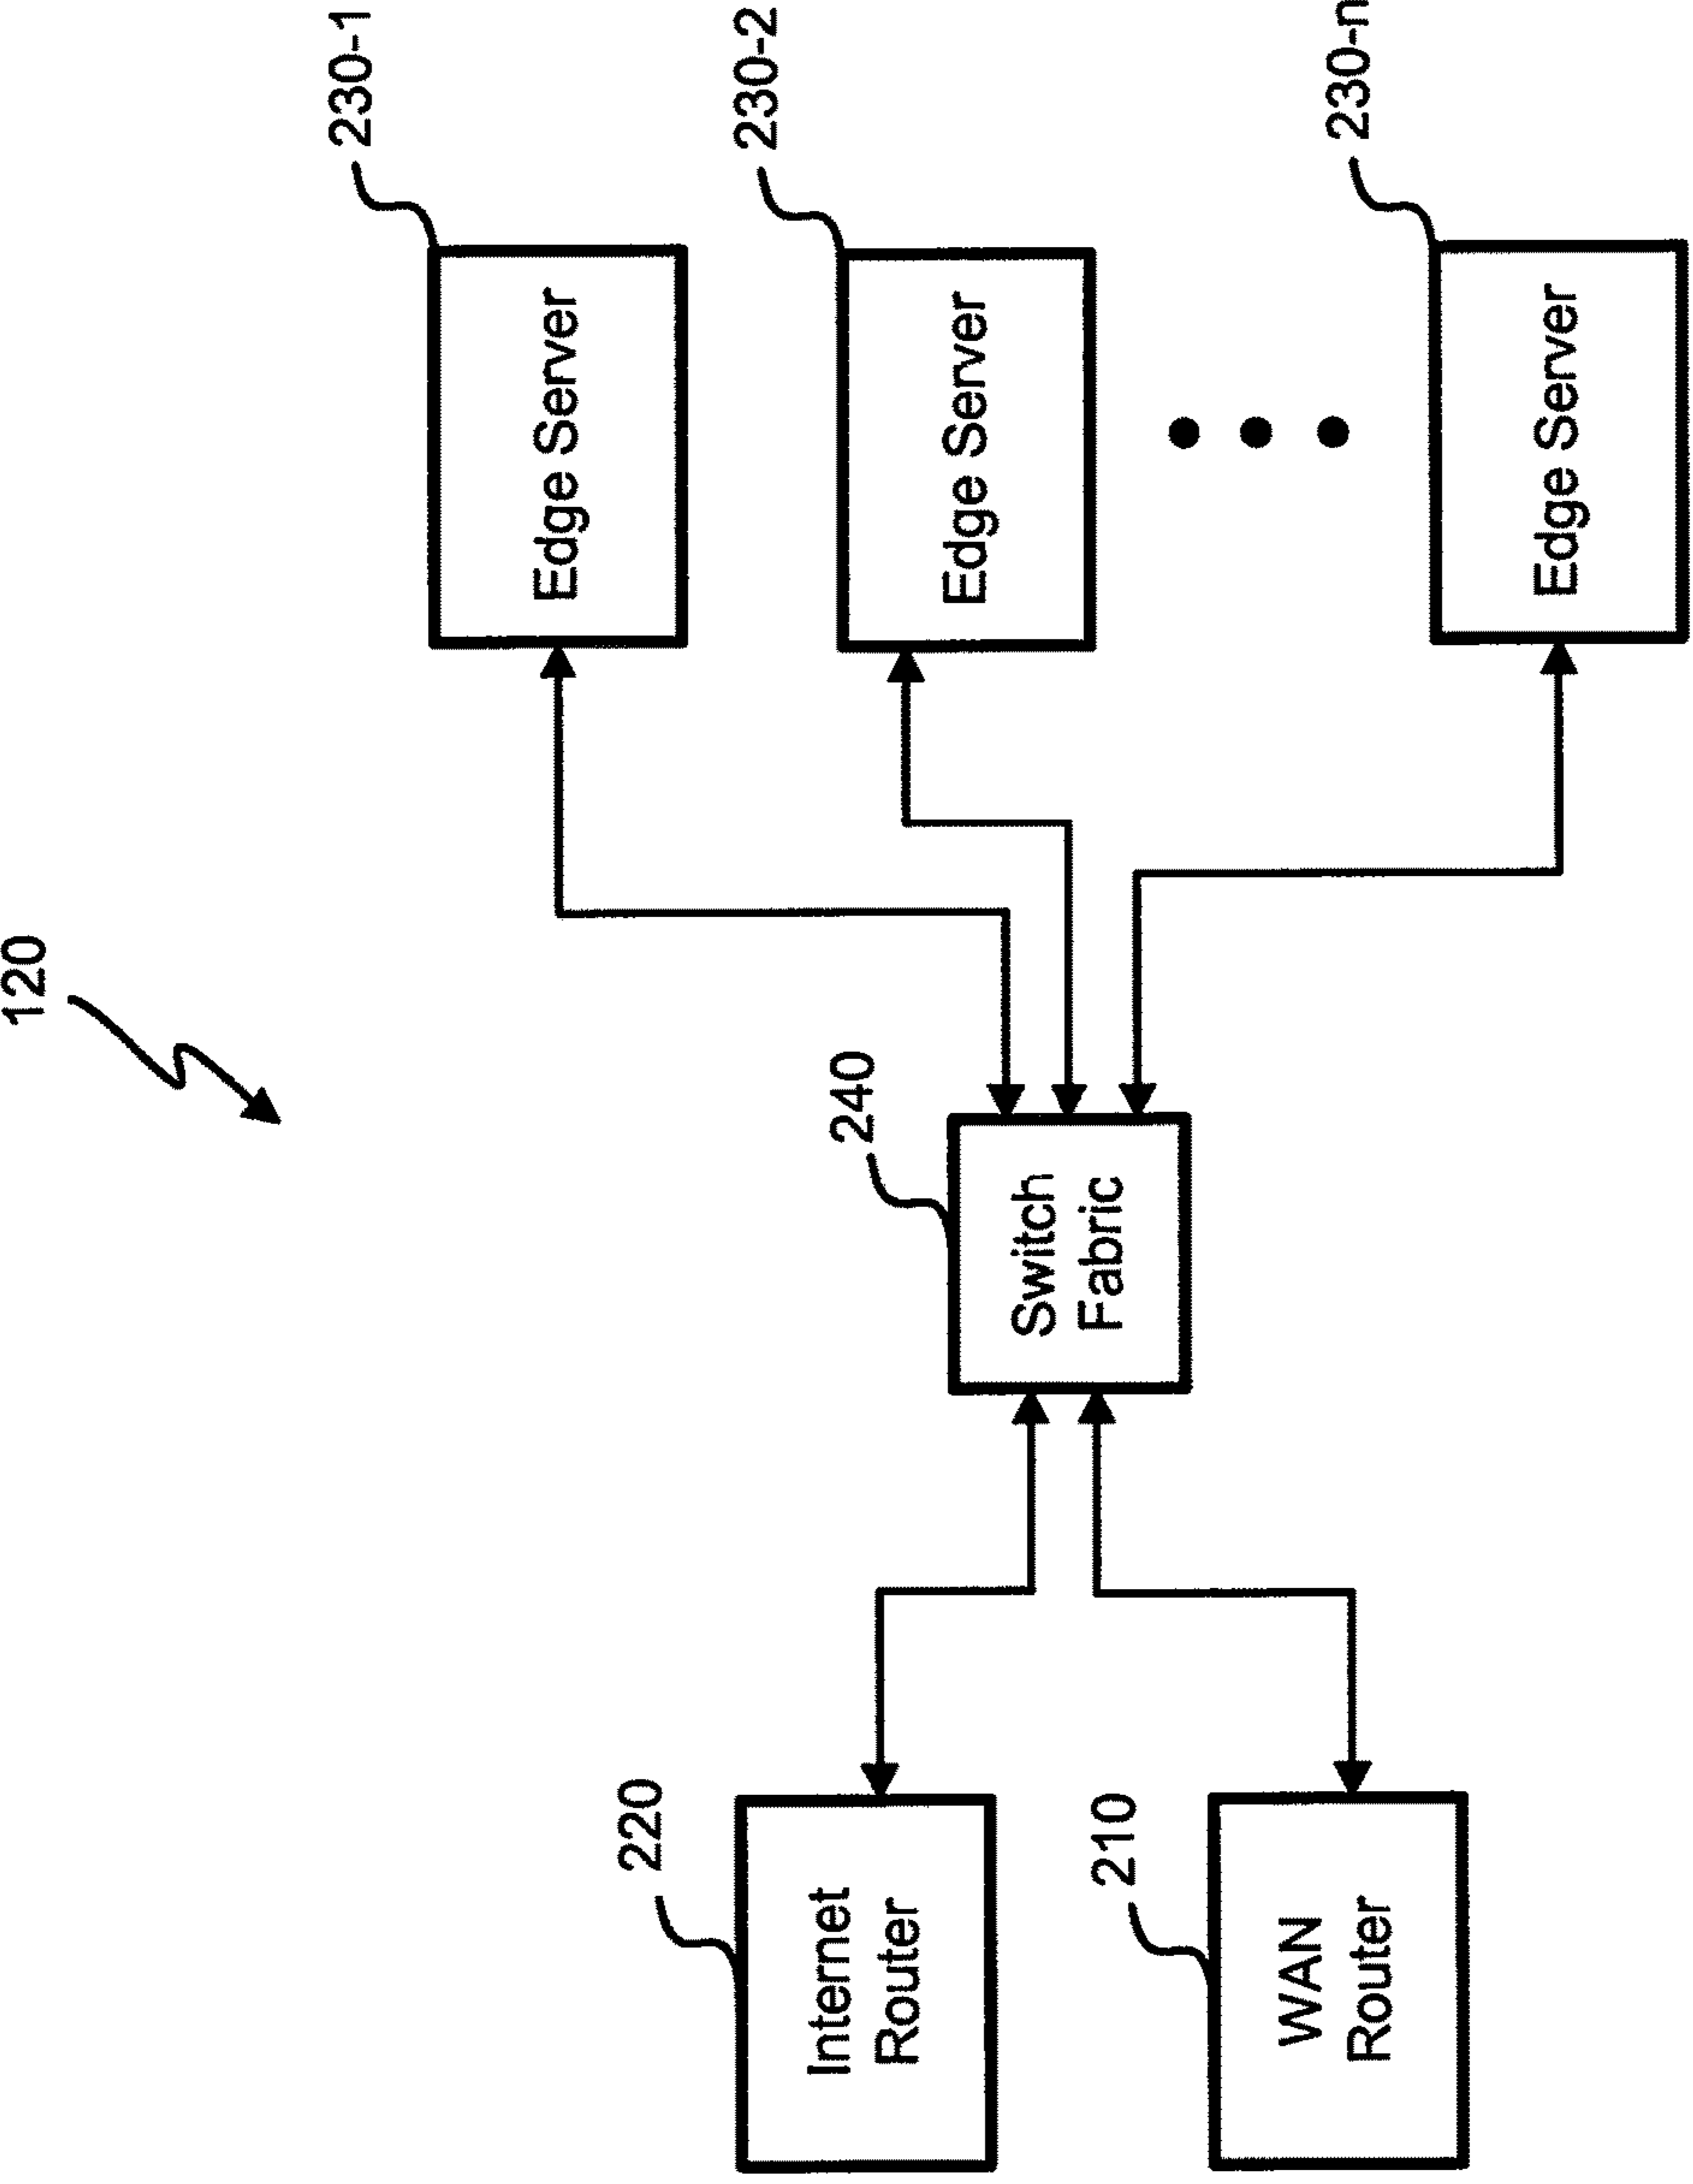 120
230-1
Edge Server
220
Internet
Router
240
Switch
Fabric
230-2
Edge Server
210
WAN
Router
230-n
Edge Server